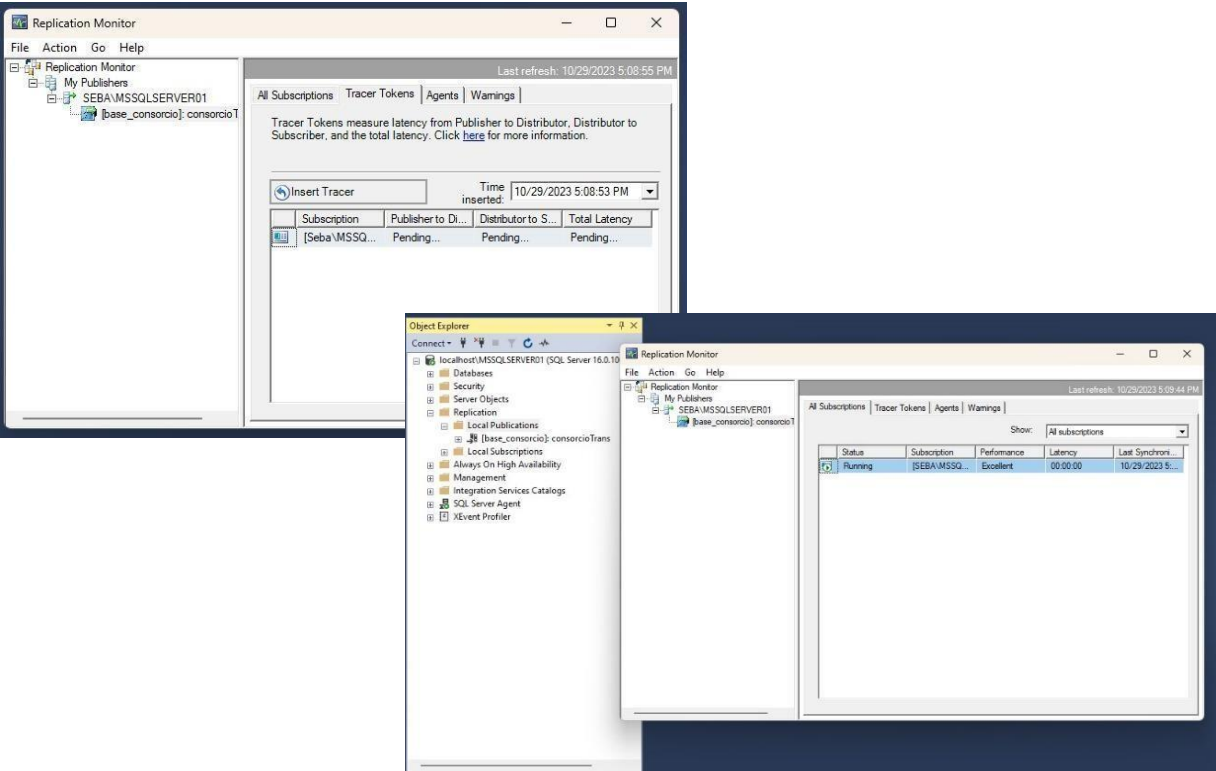 Replication Monitor
File Action Go Help
Replication Monitor
My Publishers
SEBA\MSSQLSERVER01
[base_consorcio]: consorcioT
Last refresh: 10/29/2023 5:08:55 PM
All Subscriptions Tracer Tokens Agents Warnings
Tracer Tokens measure latency from Publisher to Distributor, Distributor to
Subscriber, and the total latency. Click here for more information.
Insert Tracer
Time
inserted: 10/29/2023 5:08:53 PM
Subscription Publisher to Di... Distributor to S... Total Latency
[Seba\MSSQ... Pending... Pending... Pending...
Object Explorer
Connect
localhost\MSSQLSERVER01 (SQL Server 16.0.10
Databases
Security
Server Objects
Replication
Local Publications
[base_consorcio]: consorcioTrans
Local Subscriptions
Always On High Availability
Management
Integration Services Catalogs
SQL Server Agent
XEvent Profiler
Replication Monitor
File Action Go Help
Replication Monitor
My Publishers
SEBA\MSSQLSERVER01
[base_consorcio]: consorcioT
Last refresh: 10/29/2023 5:09:44 PM
All Subscriptions Tracer Tokens Agents Warnings
Show: All subscriptions
Status Subscription Performance Latency Last Synchroni...
Running [SEBA\MSSQ... Excellent 00:00:00 10/29/2023 5:...